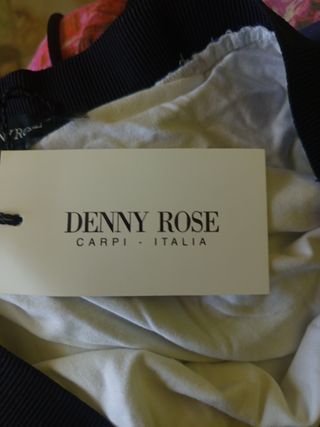 DENNY ROSE
CARPI - ITALIA